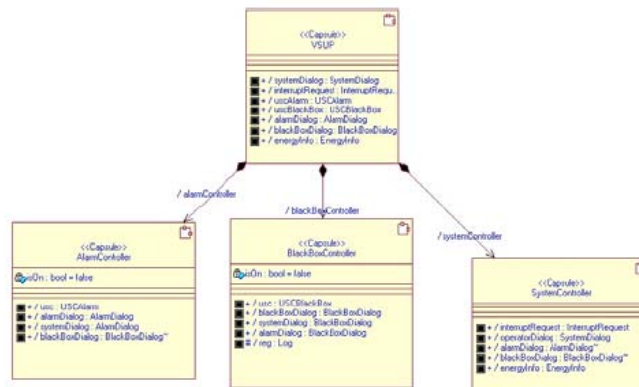 <<Capsule>>
VSUP
+ / systemDialog : SystemDialog
+ / interruptRequest : InterruptRequ..
+ / uscAlarm : USCAlarm
+ / uscBlackBox : USCBlackBox
+ / alarmDialog : AlarmDialog
+ / blackBoxDialog : BlackBoxDialog
+ / energyInfo : EnergyInfo
/ alarmController
/ blackBoxController
/ systemController
<<Capsule>>
AlarmController
isOn : bool = false
+ / usc : USCAlarm
+ / alarmDialog : AlarmDialog
+ / systemDialog : AlarmDialog
+ / blackBoxDialog : BlackBoxDialog~
<<Capsule>>
BlackBoxController
isOn : bool = false
+ / usc : USCBlackBox
+ / blackBoxDialog : BlackBoxDialog
+ / systemDialog : BlackBoxDialog
+ / alarmDialog : BlackBoxDialog
# / reg : Log
<<Capsule>>
SystemController
+ / interruptRequest : InterruptRequest
+ / operatorDialog : SystemDialog
+ / alarmDialog : AlarmDialog~
+ / blackBoxDialog : BlackBoxDialog~
+ / energyInfo : EnergyInfo